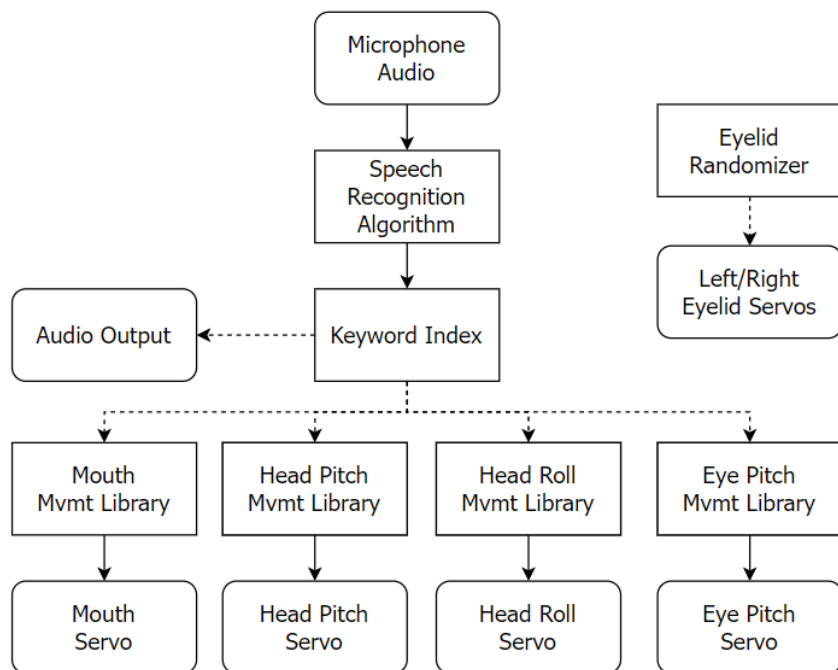 Microphone
Audio
Speech
Recognition
Algorithm
Eyelid
Randomizer
Left/Right
Eyelid Servos
Audio Output
Keyword Index
Mouth
Mvmt Library
Head Pitch
Mvmt Library
Head Roll
Mvmt Library
Eye Pitch
Mvmt Library
Mouth
Servo
Head Pitch
Servo
Head Roll
Servo
Eye Pitch
Servo